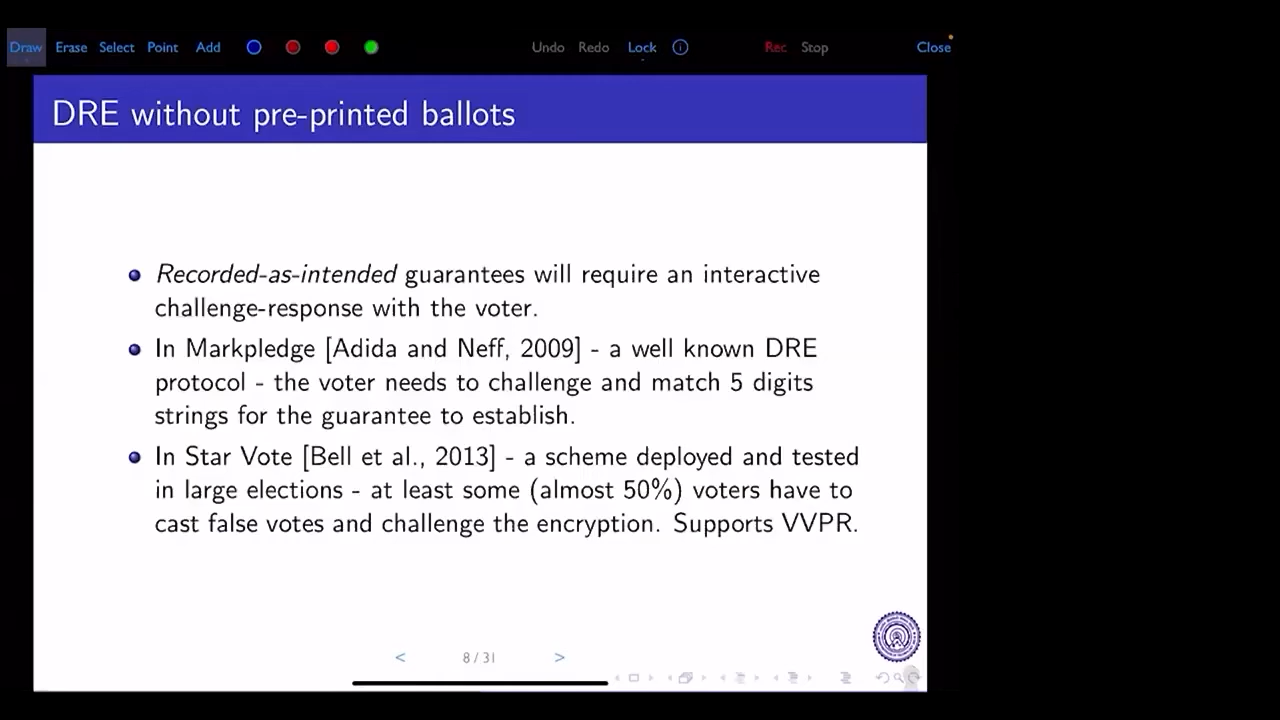 Draw Erase Select Point Add Undo Redo Lock Rec Stop Close
DRE without pre-printed ballots
Recorded-as-intended guarantees will require an interactive
challenge-response with the voter.
In Markpledge [Adida and Neff, 2009] - a well known DRE
protocol - the voter needs to challenge and match 5 digits
strings for the guarantee to establish.
In Star Vote [Bell et al., 2013] - a scheme deployed and tested
in large elections - at least some (almost 50%) voters have to
cast false votes and challenge the encryption. Supports VVPR.
< 8 / 31 >